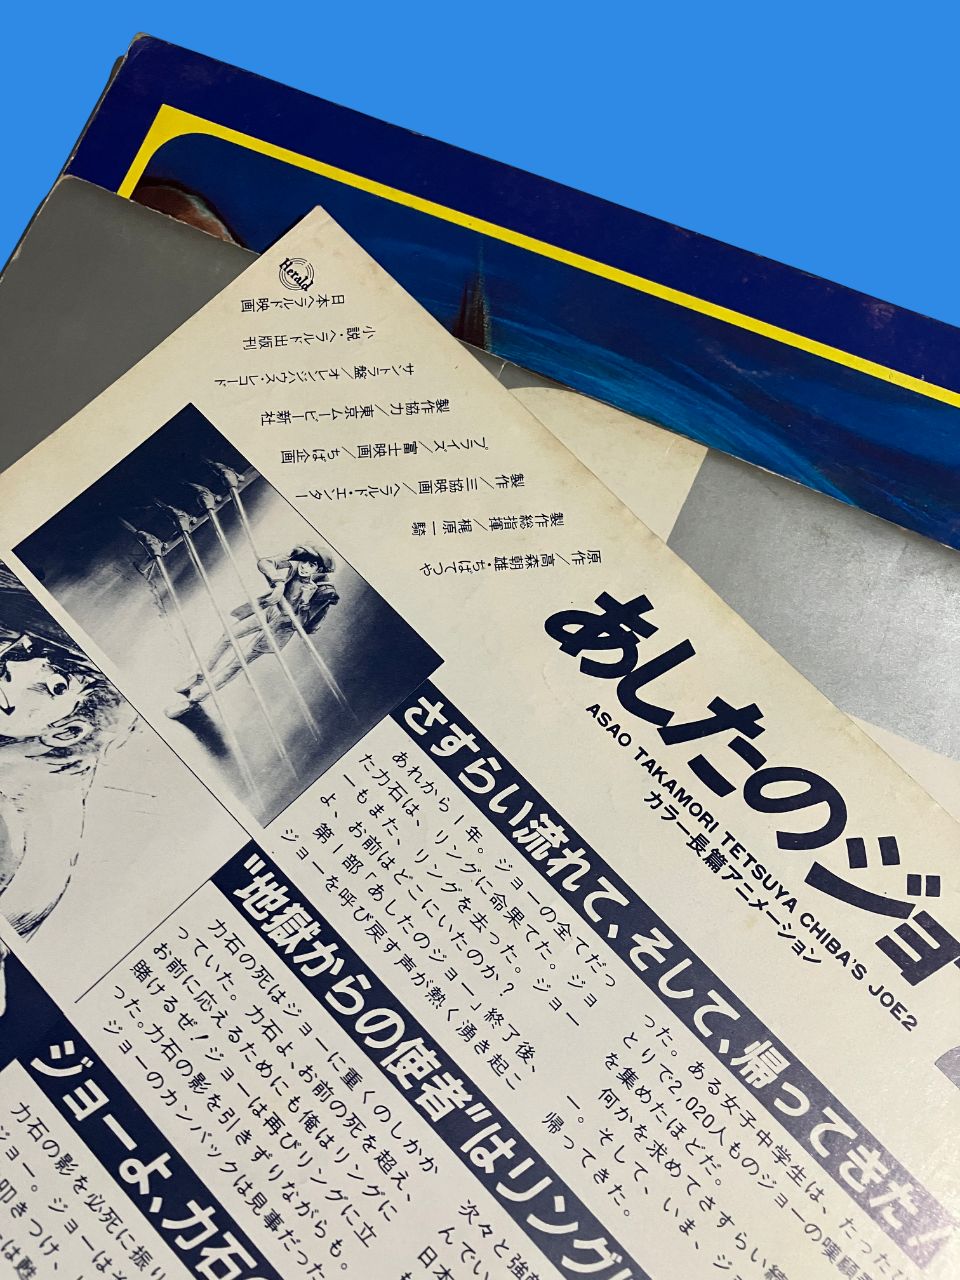 Herald
日本ヘラルド映画
小説・ヘラルド出版刊
サントラ盤/オレンジハウス・レコード
製作協力/東京ムービー新社
プライズ/富士映画/ちば企画
製作/三協映画/ヘラルド・エンター
製作総指揮/梶原一騎
原作/高森朝雄・ちばてつや
あしたのジョー
ASAO TAKAMORI TETSUYA CHIBA'S JOE2
カラー長篇アニメーション
さすらい流れて、そして、帰ってきた!
あれから1年。ジョーの全てだっ
た力石は、リングに命果てた。ジョ
ーもまた、リングを去った。ジョー
よ、お前はどこにいたのか?
第1部「あしたのジョー」終了後、
ジョーを呼び戻す声が熱く湧き起こ
った。ある女子中学生は、たった
とりで2,020人ものジョーの嘆願
を集めたほどだ。
何かを求めてさすらい続
ー。そして、いま、ジ
帰ってきた。
“地獄からの使者”はリング
力石の死はジョーに重くのしかか
っていた。力石よ、お前の死を超え、
お前に応えるためにも俺はリングに
賭けるぜ!ジョーは再びリングに立
った。力石の影を引きずりながらも。
ジョーのカンバックは見事だった
次々と強敵
んでい
日本
ジョーよ、力石の
力石の影を必死に振り
ジョー。ジョーは
叩きつけ、